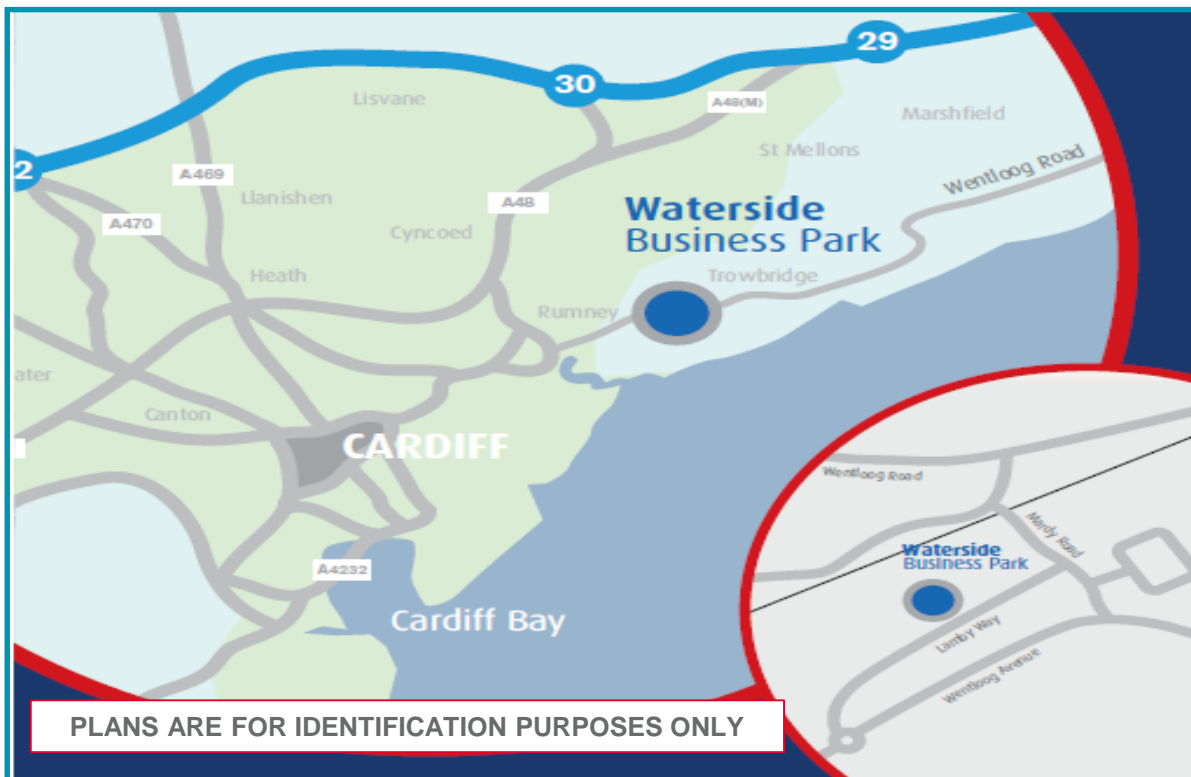 29
30
Lisvane
A48(M)
Marshfield
St Mellons
2
A469
Wentloog Road
Llanishen
A48
Waterside
Business Park
A470
Cyncoed
Heath
Trowbridge
Rumney
ater
Canton
CARDIFF
Wentloog Road
Mardy Road
Waterside
Business Park
A4232
Cardiff Bay
Lamby Way
Wentloog Avenue
PLANS ARE FOR IDENTIFICATION PURPOSES ONLY